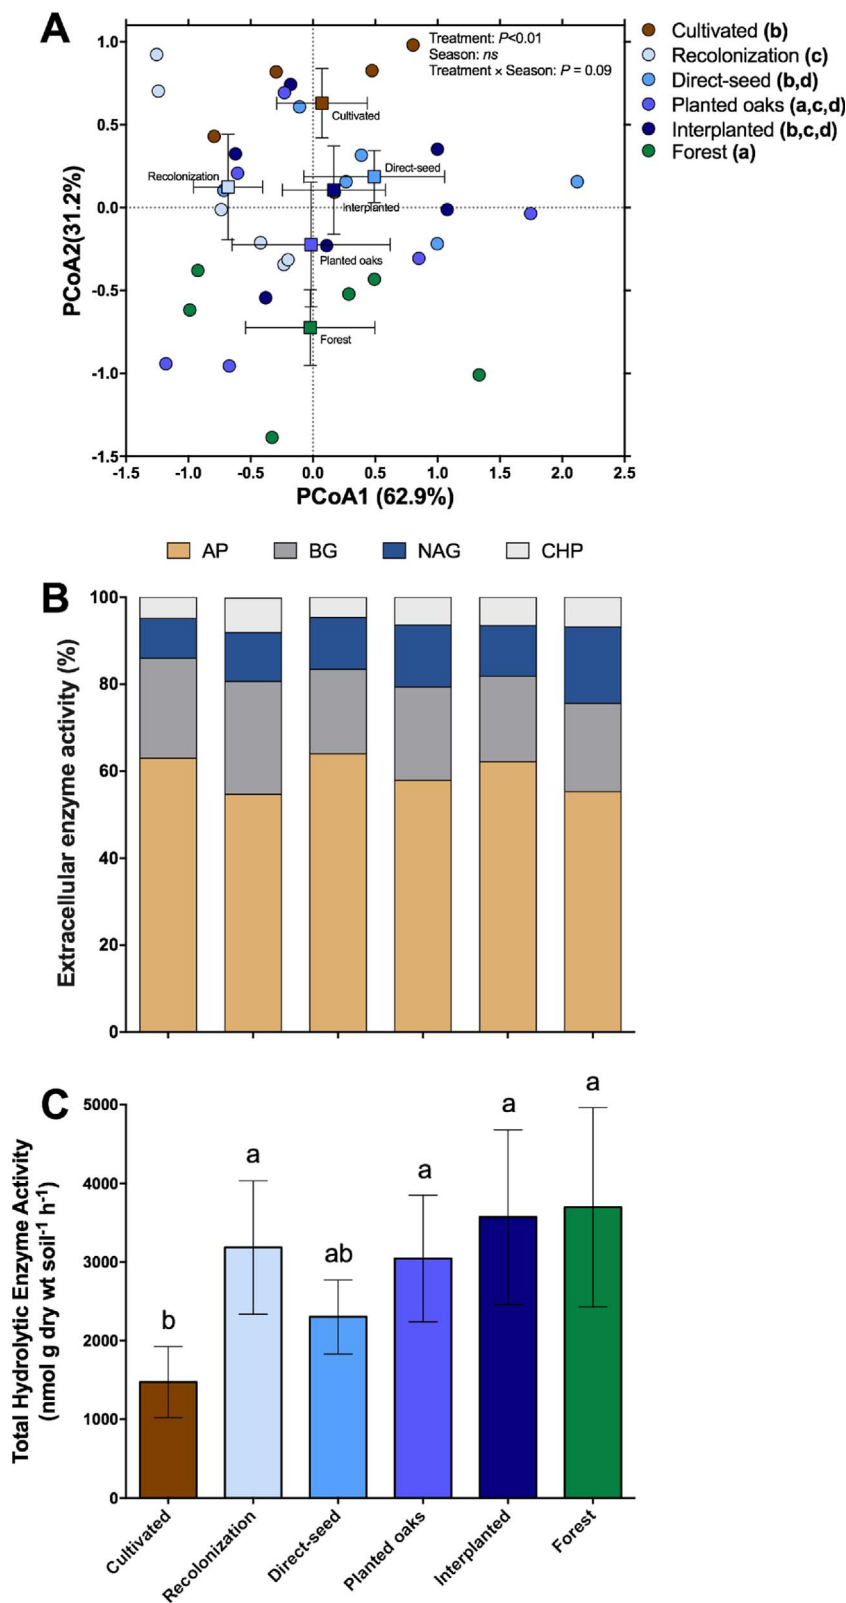 A
Treatment: P<0.01
Season: ns
Treatment × Season: P = 0.09
Cultivated (b)
Recolonization (c)
Direct-seed (b,d)
Planted oaks (a,c,d)
Interplanted (b,c,d)
Forest (a)
PCoA2(31.2%)
1.0
0.5
0.0
-0.5
-1.0
-1.5
Cultivated
Recolonization
Direct-seed
Interplanted
Planted oaks
Forest
-1.5 -1.0 -0.5 0.0 0.5 1.0 1.5 2.0 2.5
PCoA1 (62.9%)
AP BG NAG CHP
B
Extracellular enzyme activity (%)
100
80
60
40
20
0
C
Total Hydrolytic Enzyme Activity
(nmol g dry wt soil-1 h-1)
5000
4000
3000
2000
1000
0
b
a
ab
a
a
a
Cultivated
Recolonization
Direct-seed
Planted oaks
Interplanted
Forest